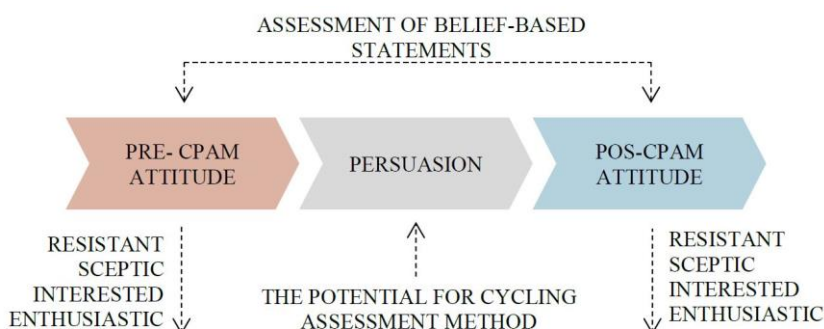 ASSESSMENT OF BELIEF-BASED
STATEMENTS
PRE- CPAM
ATTITUDE
PERSUASION
POS-CPAM
ATTITUDE
RESISTANT
SCEPTIC
INTERESTED
ENTHUSIASTIC
THE POTENTIAL FOR CYCLING
ASSESSMENT METHOD
RESISTANT
SCEPTIC
INTERESTED
ENTHUSIASTIC